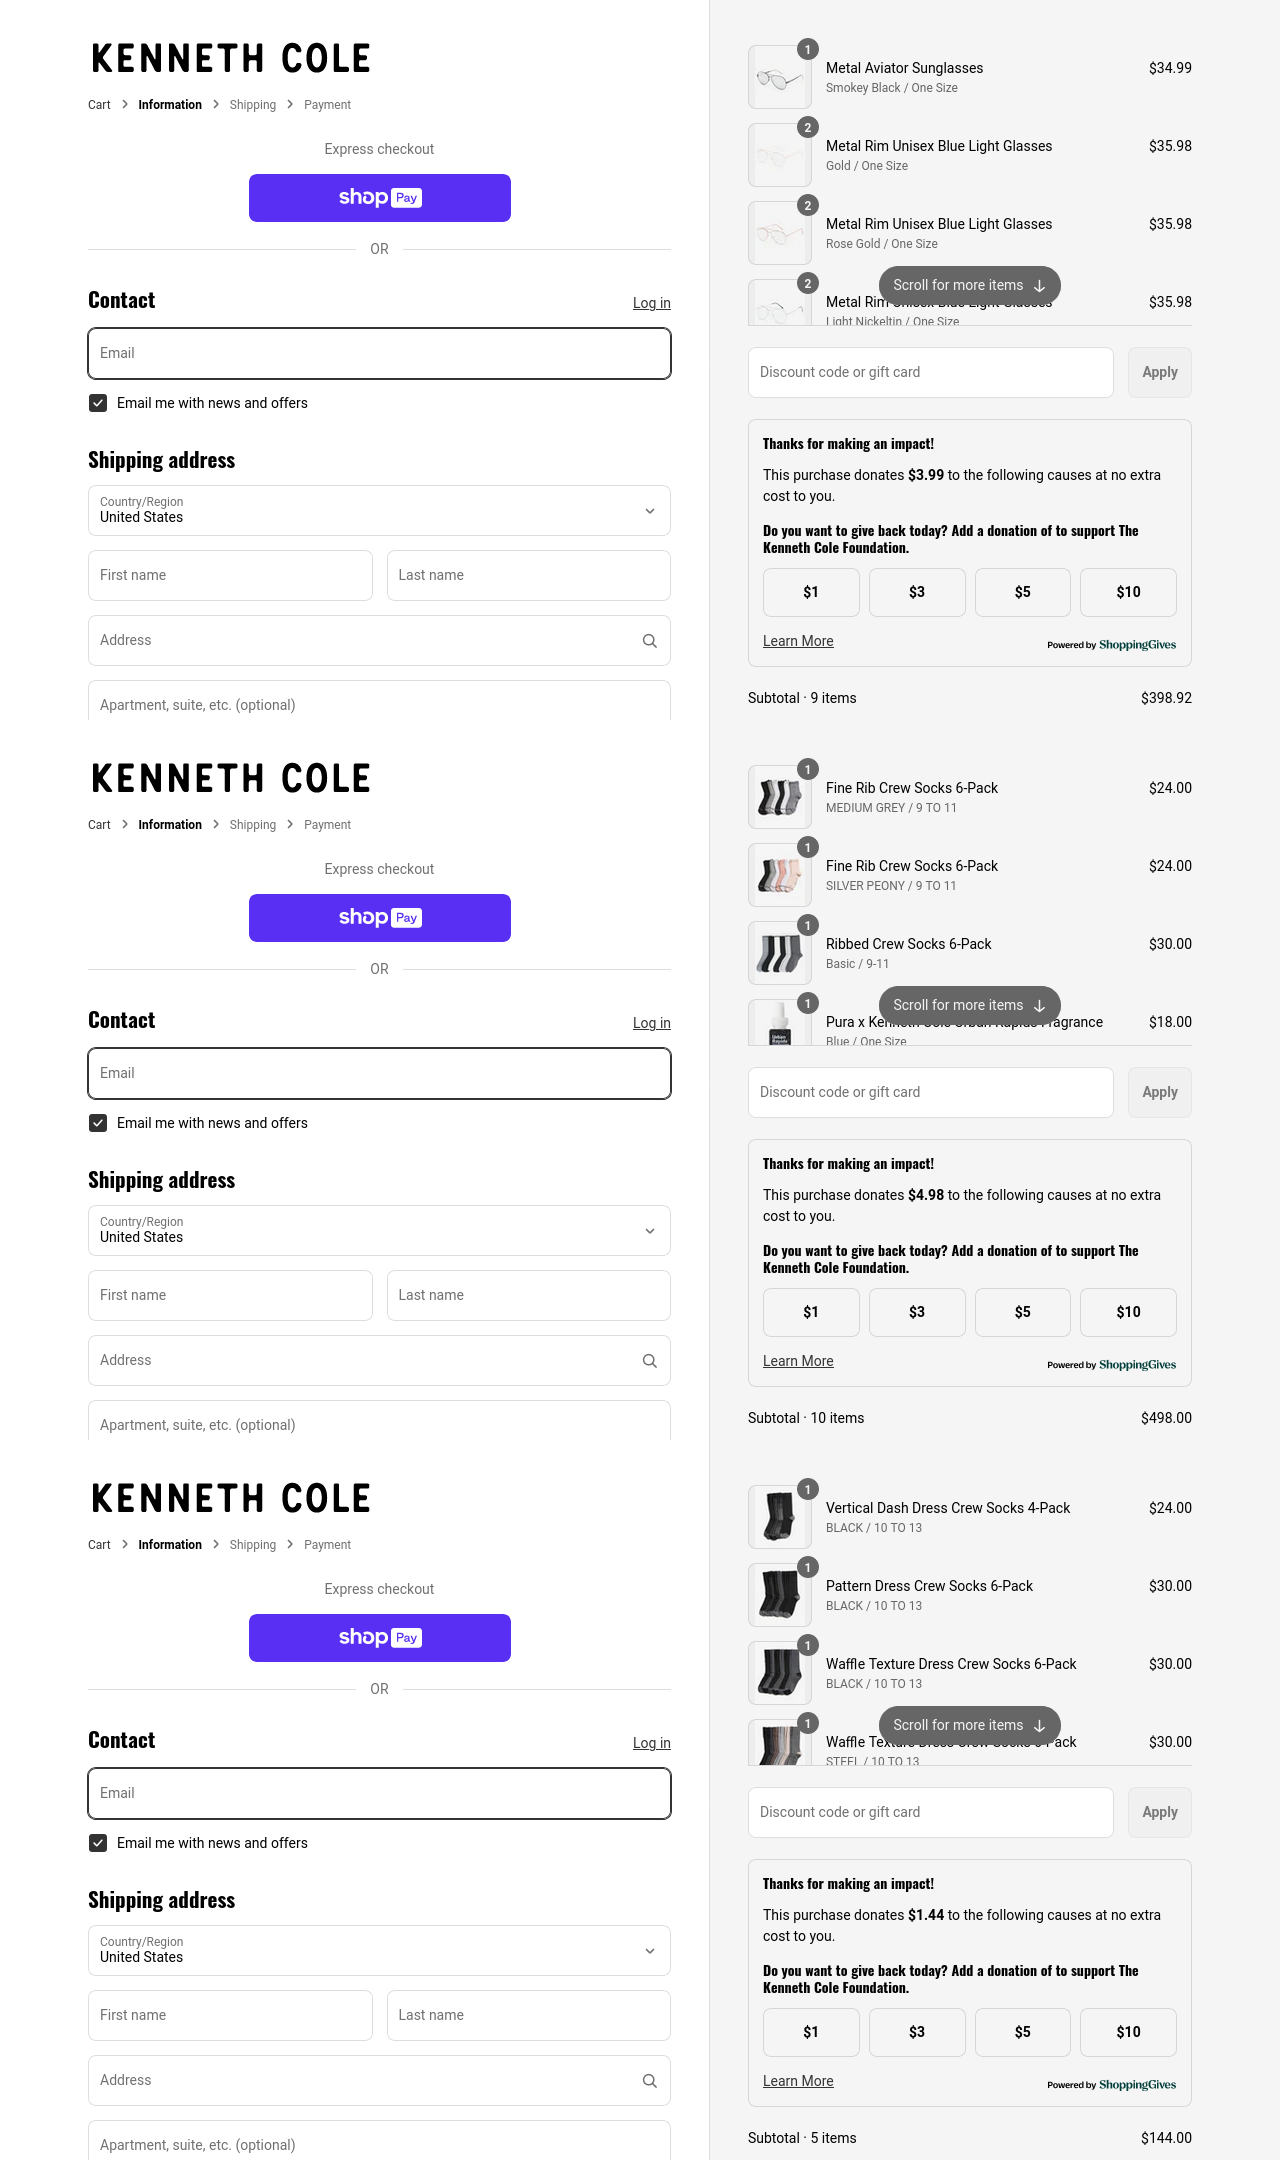 KENNETH COLE
Cart > Information > Shipping > Payment
Express checkout
shop Pay
OR
Contact
Log in
Email
Email me with news and offers
Shipping address
Country/Region
United States
First name
Last name
Address
Apartment, suite, etc. (optional)
1
Metal Aviator Sunglasses
$34.99
Smokey Black / One Size
2
Metal Rim Unisex Blue Light Glasses
$35.98
Gold / One Size
2
Metal Rim Unisex Blue Light Glasses
$35.98
Rose Gold / One Size
Scroll for more items
2
Metal Rim Unisex Blue Light Glasses
$35.98
Light Nickeltin / One Size
Discount code or gift card
Apply
Thanks for making an impact!
This purchase donates $3.99 to the following causes at no extra
cost to you.
Do you want to give back today? Add a donation of to support The
Kenneth Cole Foundation.
$1
$3
$5
$10
Learn More
Powered by ShoppingGives
Subtotal · 9 items
$398.92
KENNETH COLE
Cart > Information > Shipping > Payment
Express checkout
shop Pay
OR
Contact
Log in
Email
Email me with news and offers
Shipping address
Country/Region
United States
First name
Last name
Address
Apartment, suite, etc. (optional)
1
Fine Rib Crew Socks 6-Pack
$24.00
MEDIUM GREY / 9 TO 11
1
Fine Rib Crew Socks 6-Pack
$24.00
SILVER PEONY / 9 TO 11
1
Ribbed Crew Socks 6-Pack
$30.00
Basic / 9-11
Scroll for more items
1
Pura x Kenneth Cole Urban Rapids Fragrance
$18.00
Blue / One Size
Discount code or gift card
Apply
Thanks for making an impact!
This purchase donates $4.98 to the following causes at no extra
cost to you.
Do you want to give back today? Add a donation of to support The
Kenneth Cole Foundation.
$1
$3
$5
$10
Learn More
Powered by ShoppingGives
Subtotal · 10 items
$498.00
KENNETH COLE
Cart > Information > Shipping > Payment
Express checkout
shop Pay
OR
Contact
Log in
Email
Email me with news and offers
Shipping address
Country/Region
United States
First name
Last name
Address
Apartment, suite, etc. (optional)
1
Vertical Dash Dress Crew Socks 4-Pack
$24.00
BLACK / 10 TO 13
1
Pattern Dress Crew Socks 6-Pack
$30.00
BLACK / 10 TO 13
1
Waffle Texture Dress Crew Socks 6-Pack
$30.00
BLACK / 10 TO 13
Scroll for more items
1
Waffle Texture Dress Crew Socks 6-Pack
$30.00
STEEL / 10 TO 13
Discount code or gift card
Apply
Thanks for making an impact!
This purchase donates $1.44 to the following causes at no extra
cost to you.
Do you want to give back today? Add a donation of to support The
Kenneth Cole Foundation.
$1
$3
$5
$10
Learn More
Powered by ShoppingGives
Subtotal · 5 items
$144.00